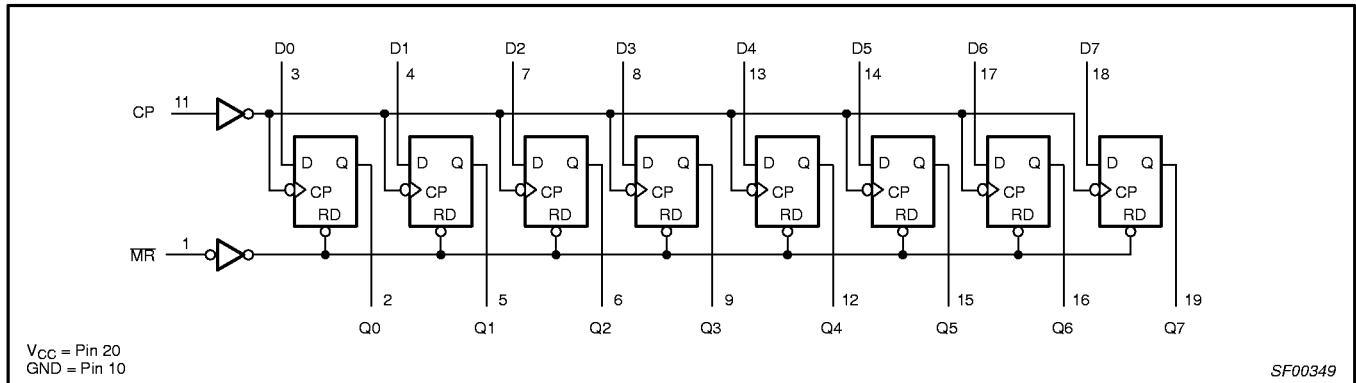 D0 D1 D2 D3 D4 D5 D6 D7
3 4 7 8 13 14 17 18
CP 11
D Q D Q D Q D Q D Q D Q D Q D Q
CP CP CP CP CP CP CP CP
RD RD RD RD RD RD RD RD
MR 1
2 5 6 9 12 15 16 19
Q0 Q1 Q2 Q3 Q4 Q5 Q6 Q7
VCC = Pin 20
GND = Pin 10
SF00349